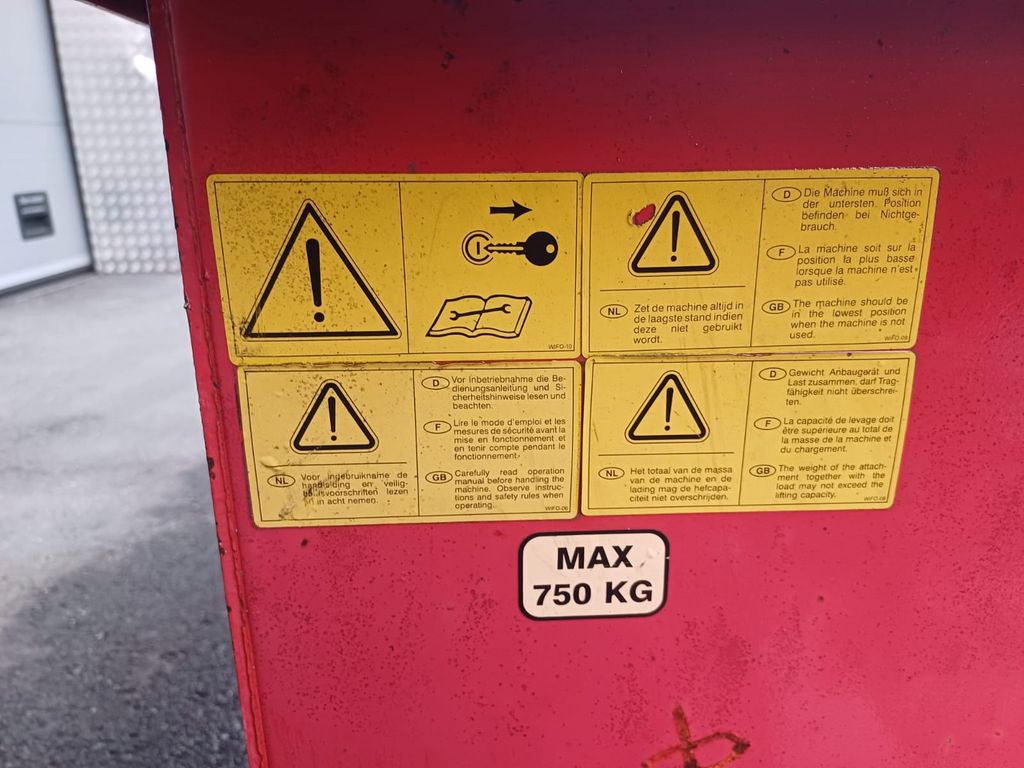 WIFO-10
NL
Zet de machine altijd in
de laagste stand indien
deze niet gebruikt
wordt.
D
Die Machine muß sich in
der untersten Position
befinden bei Nichtge-
brauch.
F
La machine soit sur la
position la plus basse
lorsque la machine n'est
pas utilisé.
GB
The machine should be
in the lowest position
when the machine is not
used.
WIFO-09
NL
Voor ingebruikname de
handleiding en veilig-
heidsvoorschriften lezen
en in acht nemen.
D
Vor Inbetriebnahme die Be-
dienungsanleitung und Si-
cherheitshinweise lesen und
beachten.
F
Lire le mode d'emploi et les
mesures de sécurité avant la
mise en fonctionnement et
en tenir compte pendant le
fonctionnement.
GB
Carefully read operation
manual before handling the
machine. Observe instruc-
tions and safety rules when
operating.
WIFO-06
NL
Het totaal van de massa
van de machine en de
lading mag de hefcapa-
citeit niet overschrijden.
D
Gewicht Anbaugerät und
Last zusammen, darf Trag-
fähigkeit nicht überschrei-
ten.
F
La capacité de levage doit
être supérieure au total de
la masse de la machine et
du chargement.
GB
The weight of the attach-
ment together with the
load may not exceed the
lifting capacity.
WIFO-08
MAX
750 KG